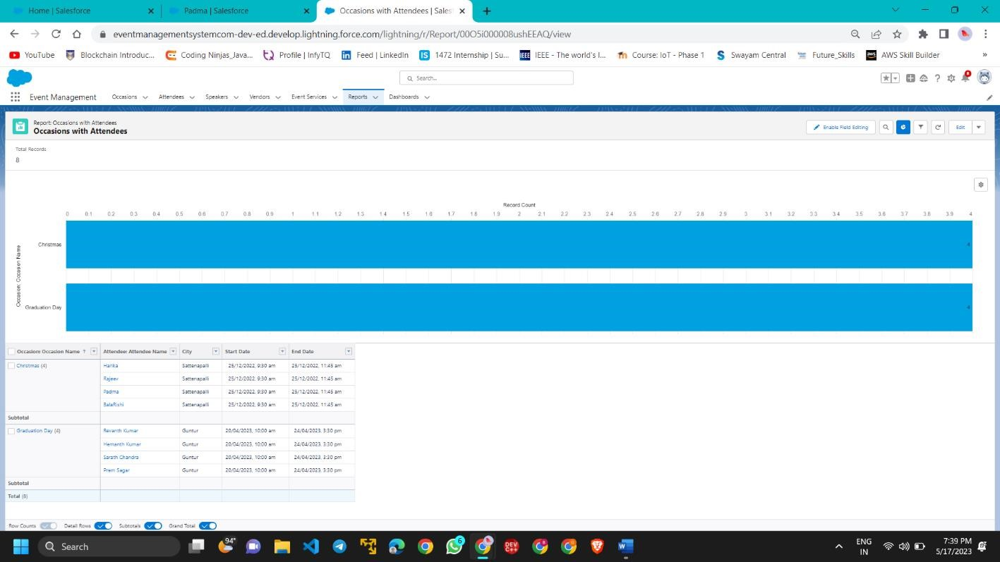 Home | Salesforce
Padma | Salesforce
Occasions with Attendees | Sales
eventmanagementsystemcom-dev-ed.develop.lightning.force.com/lightning/r/Report/00O5i000008ushEEAQ/view
YouTube Blockchain Introduc... Coding Ninjas_Java... Profile | InfyTQ Feed | LinkedIn IS 1472 Internship | Su... IEEE IEEE - The world's l... Course: IoT - Phase 1 Swayam Central Future_Skills aws AWS Skill Builder »
Search...
8
Event Management Occasions Attendees Speakers Vendors Event Services Reports Dashboards
Report: Occasions with Attendees
Occasions with Attendees
Enable Field Editing Edit
Total Records
8
Record Count
0 0.1 0.2 0.3 0.4 0.5 0.6 0.7 0.8 0.9 1 1.1 1.2 1.3 1.4 1.5 1.6 1.7 1.8 1.9 2 2.1 2.2 2.3 2.4 2.5 2.6 2.7 2.8 2.9 3 3.1 3.2 3.3 3.4 3.5 3.6 3.7 3.8 3.9 4
Occasion: Occasion Name
Christmas 4
Graduation Day 4
Occasion: Occasion Name ↑ Attendee: Attendee Name City Start Date End Date
Christmas (4) Harika Sattenapalli 25/12/2022, 9:30 am 25/12/2022, 11:45 am
Rajeev Sattenapalli 25/12/2022, 9:30 am 25/12/2022, 11:45 am
Padma Sattenapalli 25/12/2022, 9:30 am 25/12/2022, 11:45 am
BalaRishi Sattenapalli 25/12/2022, 9:30 am 25/12/2022, 11:45 am
Subtotal
Graduation Day (4) Revanth Kumar Guntur 20/04/2023, 10:00 am 24/04/2023, 3:30 pm
Hemanth Kumar Guntur 20/04/2023, 10:00 am 24/04/2023, 3:30 pm
Sarath Chandra Guntur 20/04/2023, 10:00 am 24/04/2023, 3:30 pm
Prem Sagar Guntur 20/04/2023, 10:00 am 24/04/2023, 3:30 pm
Subtotal
Total (8)
Row Counts Detail Rows Subtotals Grand Total
Search 94° 6 DEV C++ ENG IN 7:39 PM
5/17/2023